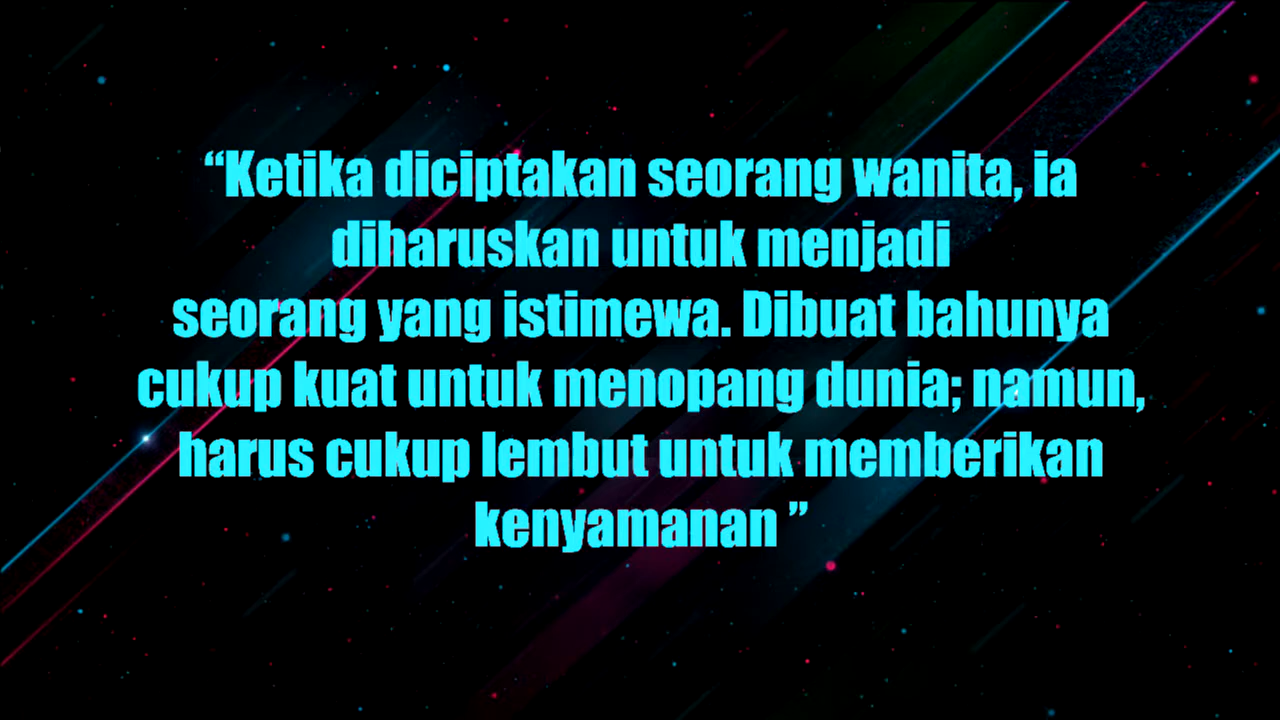 “Ketika diciptakan seorang wanita, ia
diharuskan untuk menjadi
seorang yang istimewa. Dibuat bahunya
cukup kuat untuk menopang dunia; namun,
harus cukup lembut untuk memberikan
kenyamanan ”